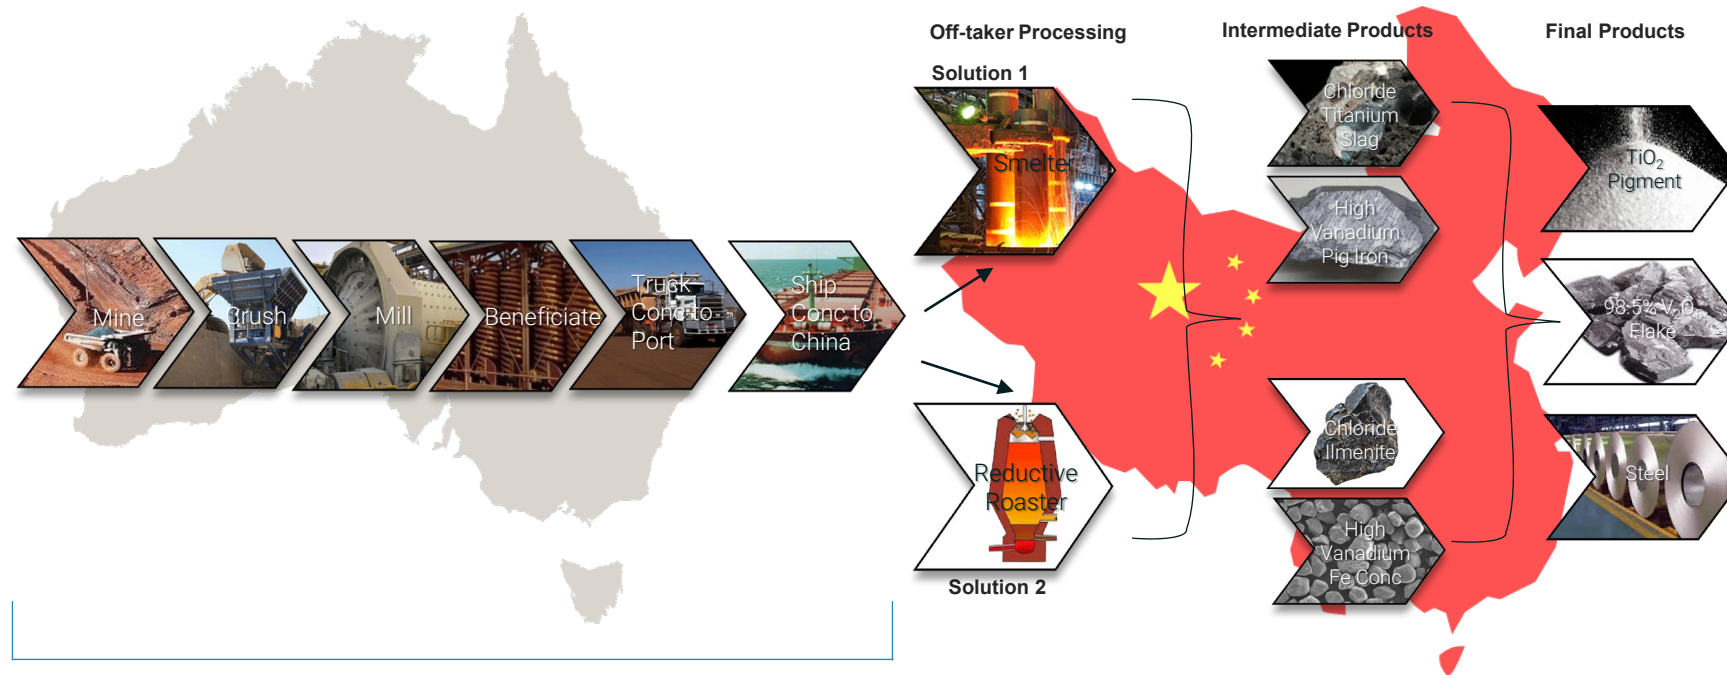 Off-taker Processing
Intermediate Products
Final Products
Solution 1
Smelter
Chloride
Titanium
Slag
High
Vanadium
Pig Iron
TiO2
Pigment
Mine
Crush
Mill
Beneficiate
Truck
Conc to
Port
Ship
Conc to
China
98.5% V2O5
Flake
Reductive
Roaster
Solution 2
Chloride
Ilmenite
High
Vanadium
Fe Conc
Steel